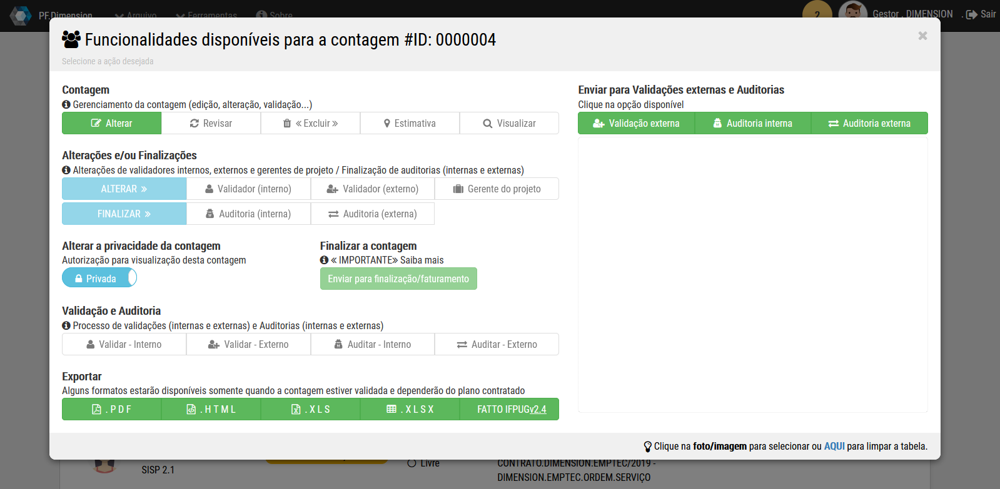 PF.Dimension Arquivo Ferramentas Sobre 2 Gestor . DIMENSION . Sair
Funcionalidades disponíveis para a contagem #ID: 0000004
Selecione a ação desejada
Contagem
Gerenciamento da contagem (edição, alteração, validação...)
Alterar Revisar « Excluir » Estimativa Visualizar
Alterações e/ou Finalizações
Alterações de validadores internos, externos e gerentes de projeto / Finalização de auditorias (internas e externas)
ALTERAR » Validador (interno) Validador (externo) Gerente do projeto
FINALIZAR » Auditoria (interna) Auditoria (externa)
Alterar a privacidade da contagem
Autorização para visualização desta contagem
Privada
Finalizar a contagem
« IMPORTANTE» Saiba mais
Enviar para finalização/faturamento
Validação e Auditoria
Processo de validações (internas e externas) e Auditorias (internas e externas)
Validar - Interno Validar - Externo Auditar - Interno Auditar - Externo
Exportar
Alguns formatos estarão disponíveis somente quando a contagem estiver validada e dependerão do plano contratado
. P D F . H T M L . X L S . X L S X FATTO IFPUGv2.4
Enviar para Validações externas e Auditorias
Clique na opção disponível
Validação externa Auditoria interna Auditoria externa
Clique na foto/imagem para selecionar ou AQUI para limpar a tabela.
SISP 2.1
Livre
CONTRATO.DIMENSION.EMPTEC/2019 -
DIMENSION.EMPTEC.ORDEM.SERVIÇO